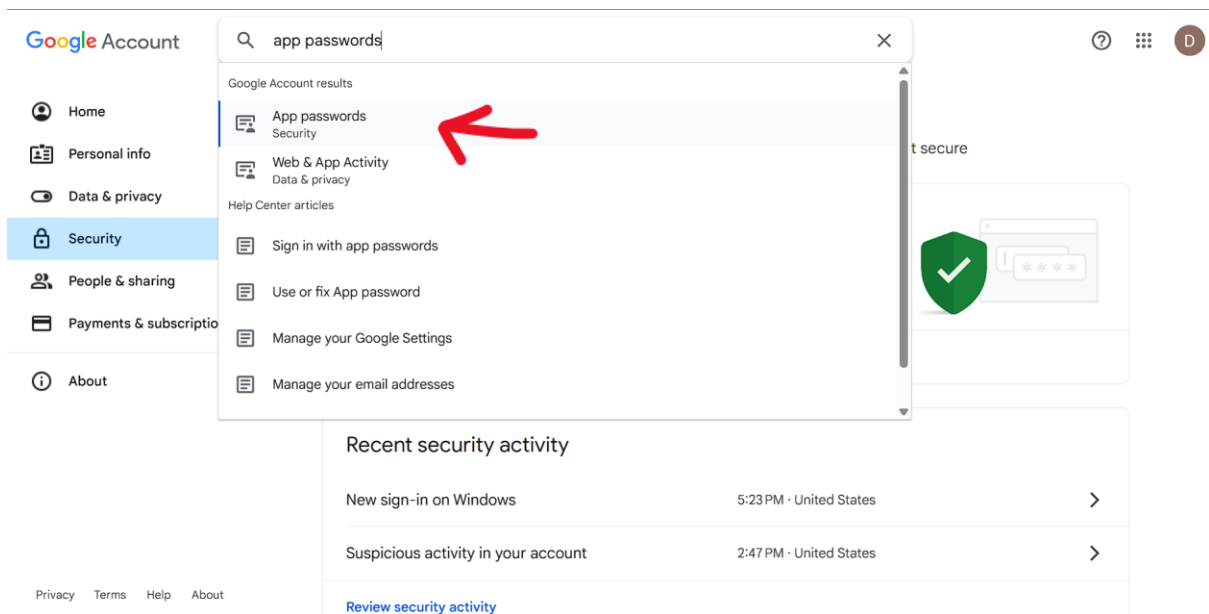 Google Account
app passwords
D
Google Account results
Home
App passwords
Security
Personal info
t secure
Web & App Activity
Data & privacy
Data & privacy
Help Center articles
Security
Sign in with app passwords
* * * *
People & sharing
Use or fix App password
Payments & subscriptio
Manage your Google Settings
About
Manage your email addresses
Recent security activity
New sign-in on Windows
5:23 PM · United States
Suspicious activity in your account
2:47 PM · United States
Privacy Terms Help About
Review security activity